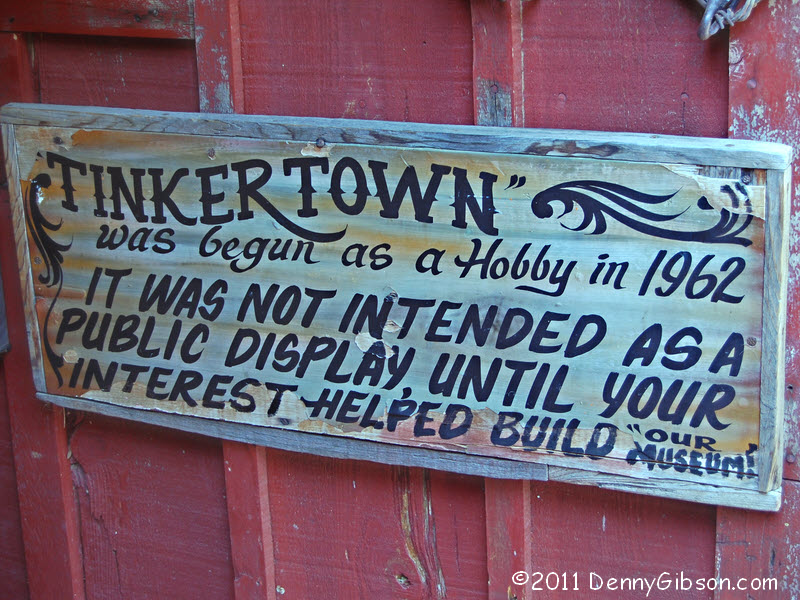 "TINKERTOWN"
was begun as a Hobby in 1962
IT WAS NOT INTENDED AS A
PUBLIC DISPLAY, UNTIL YOUR
INTEREST HELPED BUILD "OUR
MUSEUM!"
©2011 DennyGibson.com